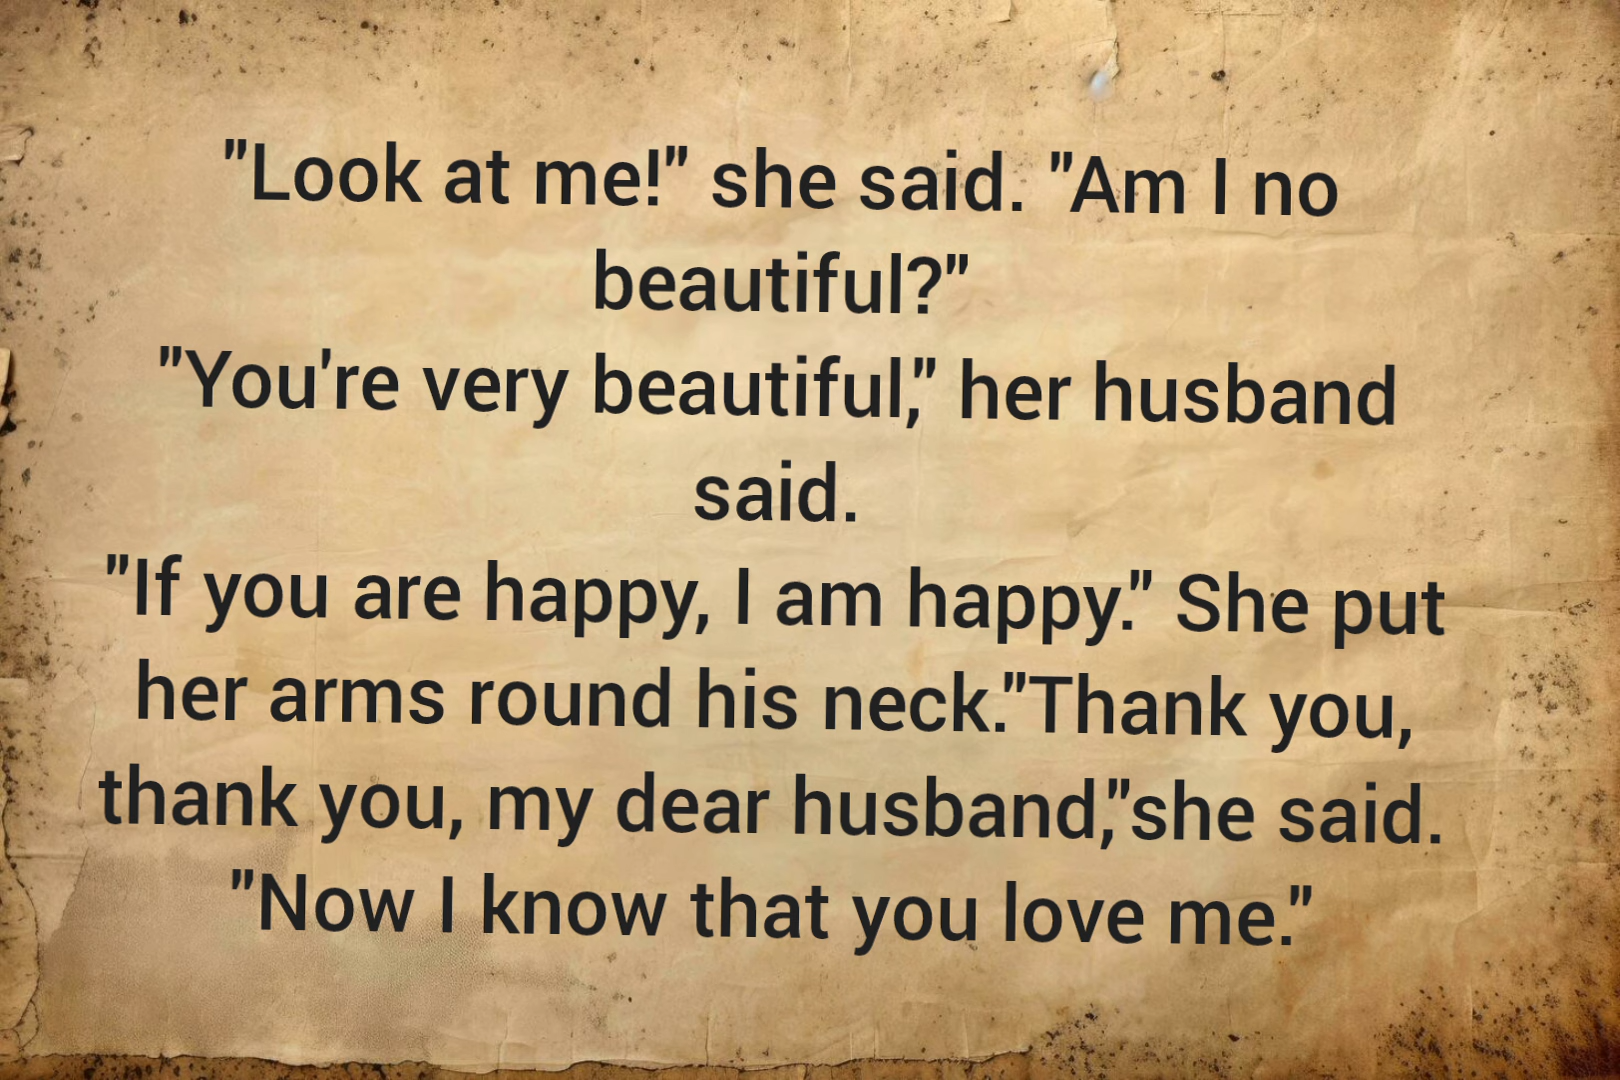 "Look at me!" she said. "Am I no
beautiful?"
"You're very beautiful," her husband
said.
"If you are happy, I am happy." She put
her arms round his neck."Thank you,
thank you, my dear husband,"she said.
"Now I know that you love me."